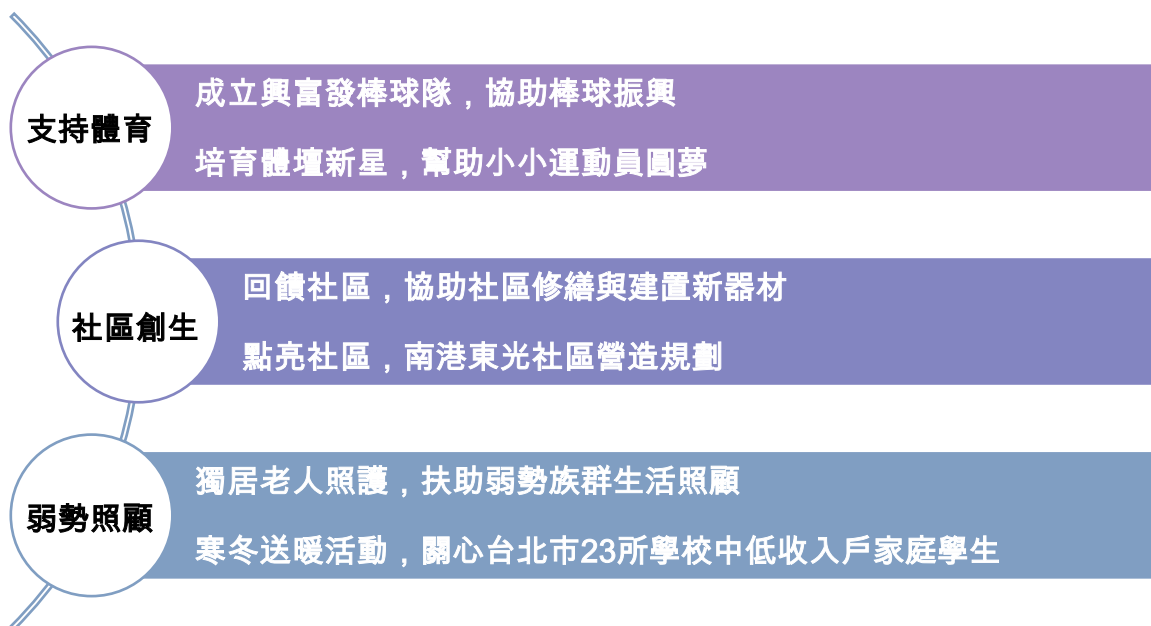 支持體育
成立興富發棒球隊，協助棒球振興
培育體壇新星，幫助小小運動員圓夢
社區創生
回饋社區，協助社區修繕與建置新器材
點亮社區，南港東光社區營造規劃
弱勢照顧
獨居老人照護，扶助弱勢族群生活照顧
寒冬送暖活動，關心台北市23所學校中低收入戶家庭學生